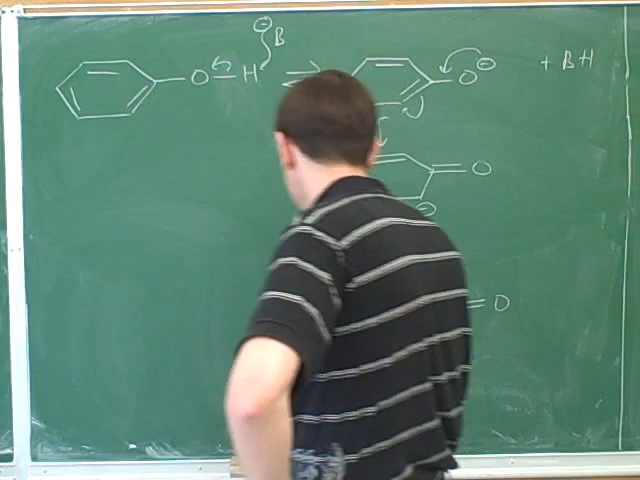 ⊖
B
O — H ⇌ O ⊖ + BH
= O
⊖
= O